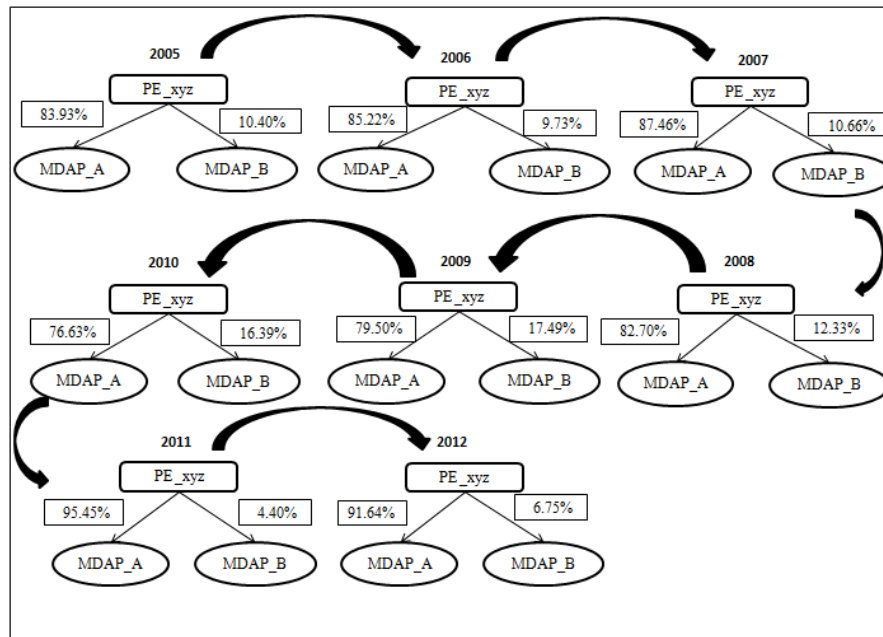 2005
2006
2007
PE_xyz
PE_xyz
PE_xyz
83.93%
10.40%
85.22%
9.73%
87.46%
10.66%
MDAP_A
MDAP_B
MDAP_A
MDAP_B
MDAP_A
MDAP_B
2010
2009
2008
PE_xyz
PE_xyz
PE_xyz
76.63%
16.39%
79.50%
17.49%
82.70%
12.33%
MDAP_A
MDAP_B
MDAP_A
MDAP_B
MDAP_A
MDAP_B
2011
2012
PE_xyz
PE_xyz
95.45%
4.40%
91.64%
6.75%
MDAP_A
MDAP_B
MDAP_A
MDAP_B